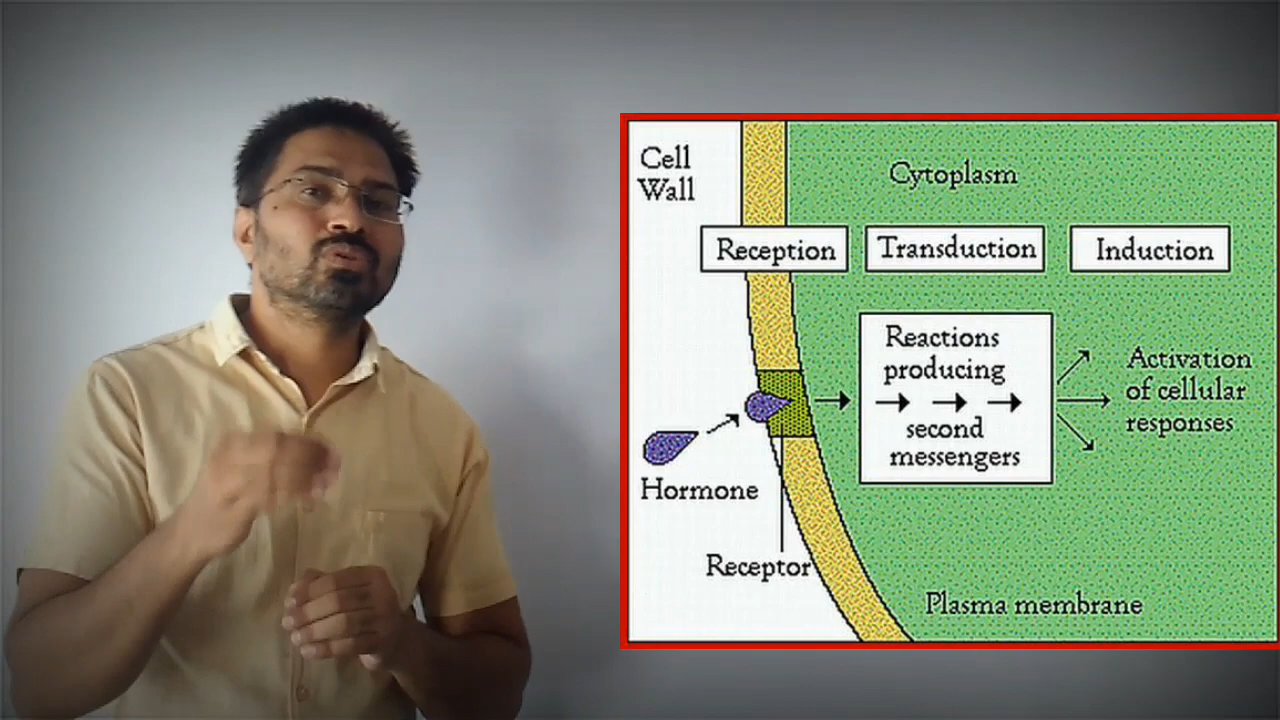 Cell
Wall
Cytoplasm
Reception
Transduction
Induction
Reactions
producing
second
messengers
Activation
of cellular
responses
Hormone
Receptor
Plasma membrane